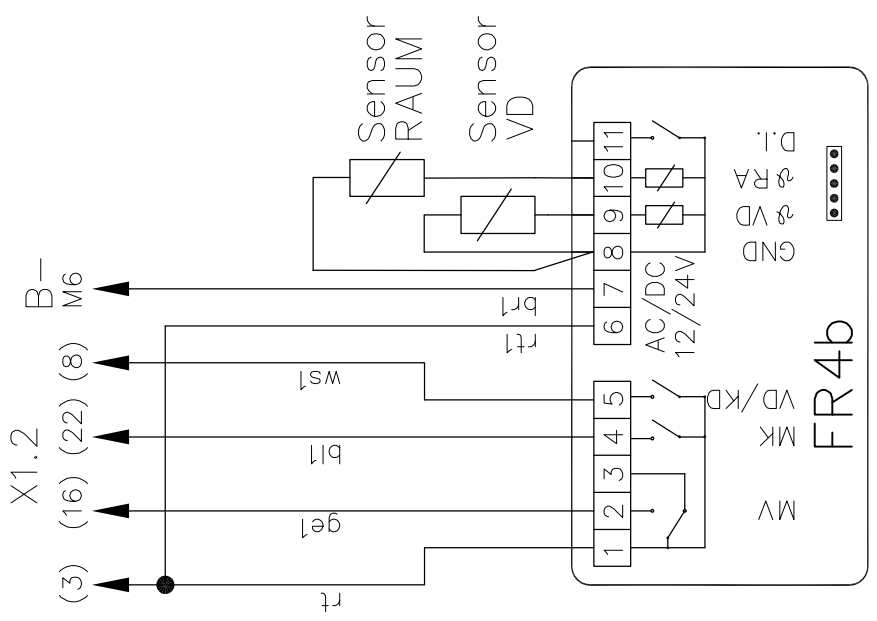 Sensor
RAUM
Sensor
VD
11
10
9
8
7
6
5
4
3
2
1
D.I.
ϑ RA
ϑ VD
GND
AC/DC
12/24V
VD/KD
MK
MV
FR4b
B-
M6
X1.2
(8)
(22)
(16)
(3)
br1
rt1
ws1
bl1
ge1
rt